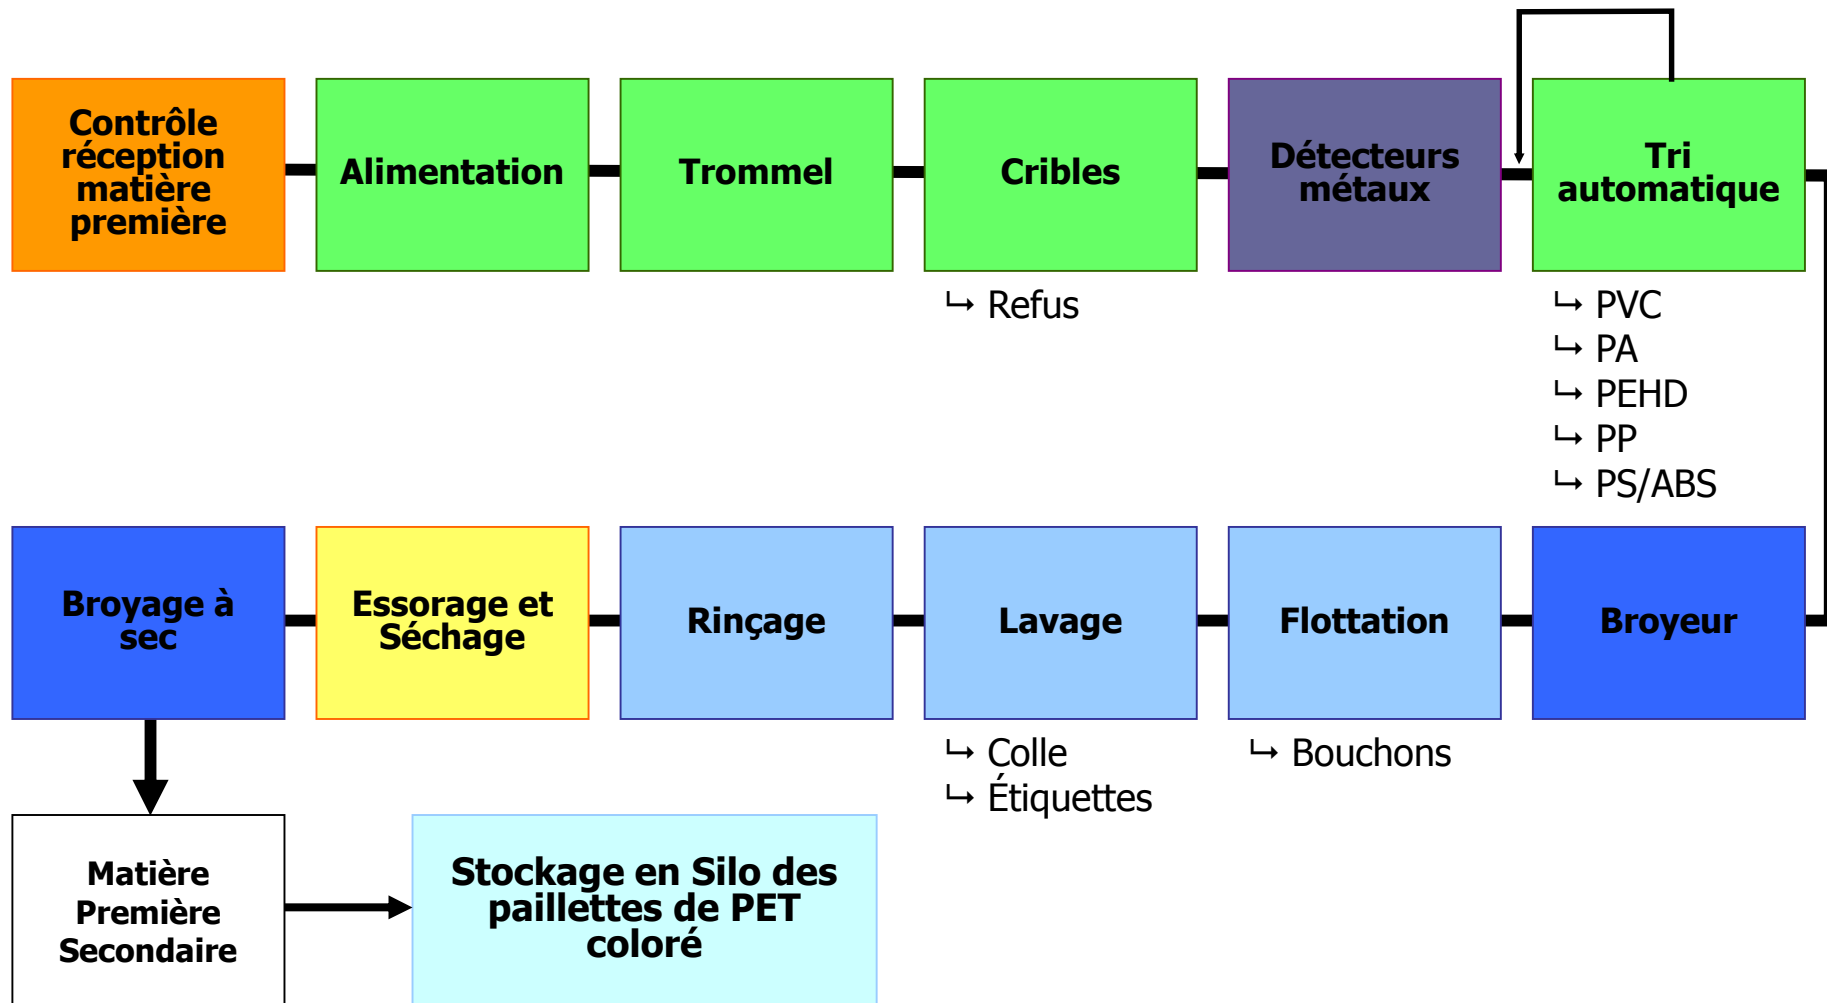 Contrôle
réception
matière
première
Alimentation
Trommel
Cribles
Détecteurs
métaux
Tri
automatique
↳ Refus
↳ PVC
↳ PA
↳ PEHD
↳ PP
↳ PS/ABS
Broyage à
sec
Essorage et
Séchage
Rinçage
Lavage
Flottation
Broyeur
↳ Colle
↳ Étiquettes
↳ Bouchons
Matière
Première
Secondaire
Stockage en Silo des
paillettes de PET
coloré